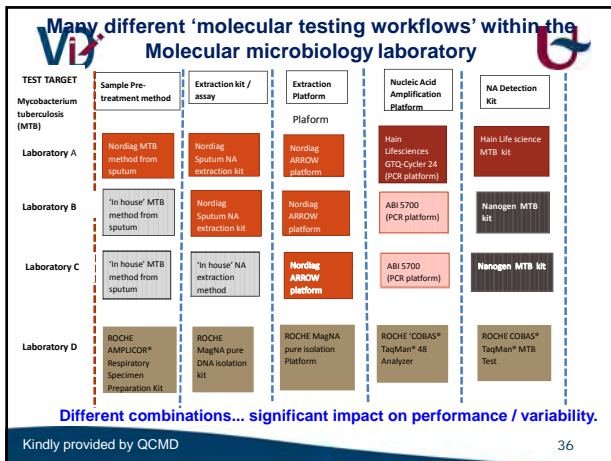 Many different ‘molecular testing workflows’ within the
Molecular microbiology laboratory
TEST TARGET
Mycobacterium
tuberculosis
(MTB)
Sample Pre-
treatment method
Extraction kit /
assay
Extraction
Platform
Plaform
Nucleic Acid
Amplification
Platform
NA Detection
Kit
Laboratory A
Nordiag MTB
method from
sputum
Nordiag
Sputum NA
extraction kit
Nordiag
ARROW
platform
Hain
Lifesciences
GTQ-Cycler 24
(PCR platform)
Hain Life science
MTB kit
Laboratory B
‘In house’ MTB
method from
sputum
Nordiag
Sputum NA
extraction kit
Nordiag
ARROW
platform
ABI 5700
(PCR platform)
Nanogen MTB
kit
Laboratory C
‘In house’ MTB
method from
sputum
‘In house’ NA
extraction
method
Nordiag
ARROW
platform
ABI 5700
(PCR platform)
Nanogen MTB kit
Laboratory D
ROCHE
AMPLICOR®
Respiratory
Specimen
Preparation Kit
ROCHE
MagNA pure
DNA isolation
kit
ROCHE MagNA
pure isolation
Platform
ROCHE ‘COBAS®
TaqMan® 48
Analyzer
ROCHE COBAS®
TaqMan® MTB
Test
Different combinations... significant impact on performance / variability.
Kindly provided by QCMD
36